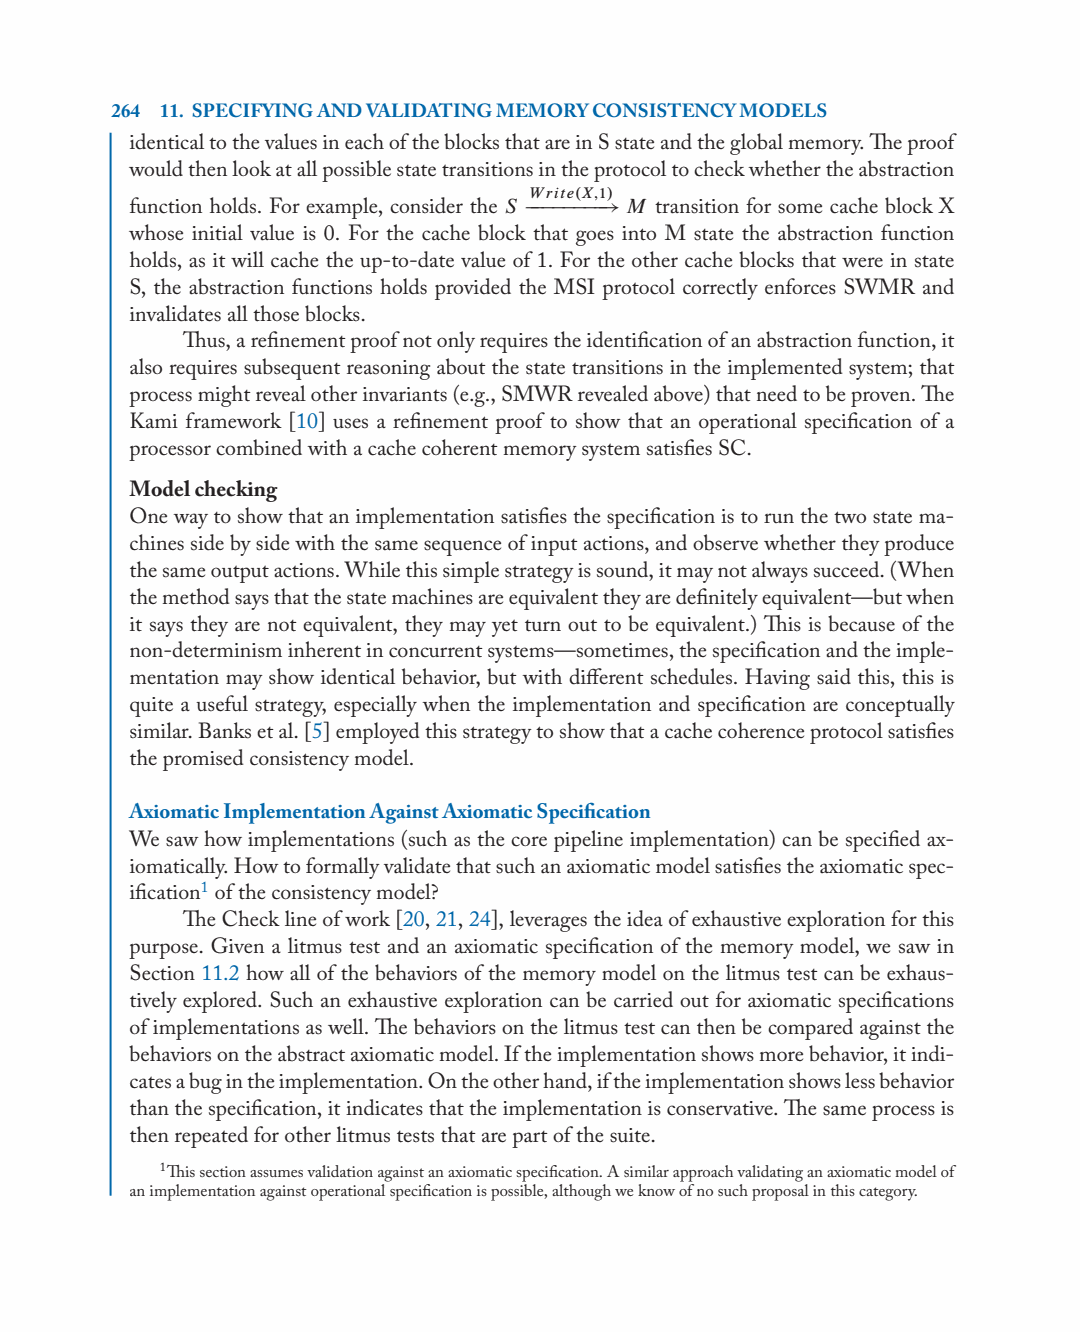 264 11. SPECIFYING AND VALIDATING MEMORY CONSISTENCY MODELS
identical to the values in each of the blocks that are in S state and the global memory. The proof
would then look at all possible state transitions in the protocol to check whether the abstraction
function holds. For example, consider the S Write(X,1) → M transition for some cache block X
whose initial value is 0. For the cache block that goes into M state the abstraction function
holds, as it will cache the up-to-date value of 1. For the other cache blocks that were in state
S, the abstraction functions holds provided the MSI protocol correctly enforces SWMR and
invalidates all those blocks.
Thus, a refinement proof not only requires the identification of an abstraction function, it
also requires subsequent reasoning about the state transitions in the implemented system; that
process might reveal other invariants (e.g., SMWR revealed above) that need to be proven. The
Kami framework [10] uses a refinement proof to show that an operational specification of a
processor combined with a cache coherent memory system satisfies SC.
Model checking
One way to show that an implementation satisfies the specification is to run the two state ma-
chines side by side with the same sequence of input actions, and observe whether they produce
the same output actions. While this simple strategy is sound, it may not always succeed. (When
the method says that the state machines are equivalent they are definitely equivalent—but when
it says they are not equivalent, they may yet turn out to be equivalent.) This is because of the
non-determinism inherent in concurrent systems—sometimes, the specification and the imple-
mentation may show identical behavior, but with different schedules. Having said this, this is
quite a useful strategy, especially when the implementation and specification are conceptually
similar. Banks et al. [5] employed this strategy to show that a cache coherence protocol satisfies
the promised consistency model.
Axiomatic Implementation Against Axiomatic Specification
We saw how implementations (such as the core pipeline implementation) can be specified ax-
iomatically. How to formally validate that such an axiomatic model satisfies the axiomatic spec-
ification1 of the consistency model?
The Check line of work [20, 21, 24], leverages the idea of exhaustive exploration for this
purpose. Given a litmus test and an axiomatic specification of the memory model, we saw in
Section 11.2 how all of the behaviors of the memory model on the litmus test can be exhaus-
tively explored. Such an exhaustive exploration can be carried out for axiomatic specifications
of implementations as well. The behaviors on the litmus test can then be compared against the
behaviors on the abstract axiomatic model. If the implementation shows more behavior, it indi-
cates a bug in the implementation. On the other hand, if the implementation shows less behavior
than the specification, it indicates that the implementation is conservative. The same process is
then repeated for other litmus tests that are part of the suite.
1This section assumes validation against an axiomatic specification. A similar approach validating an axiomatic model of
an implementation against operational specification is possible, although we know of no such proposal in this category.